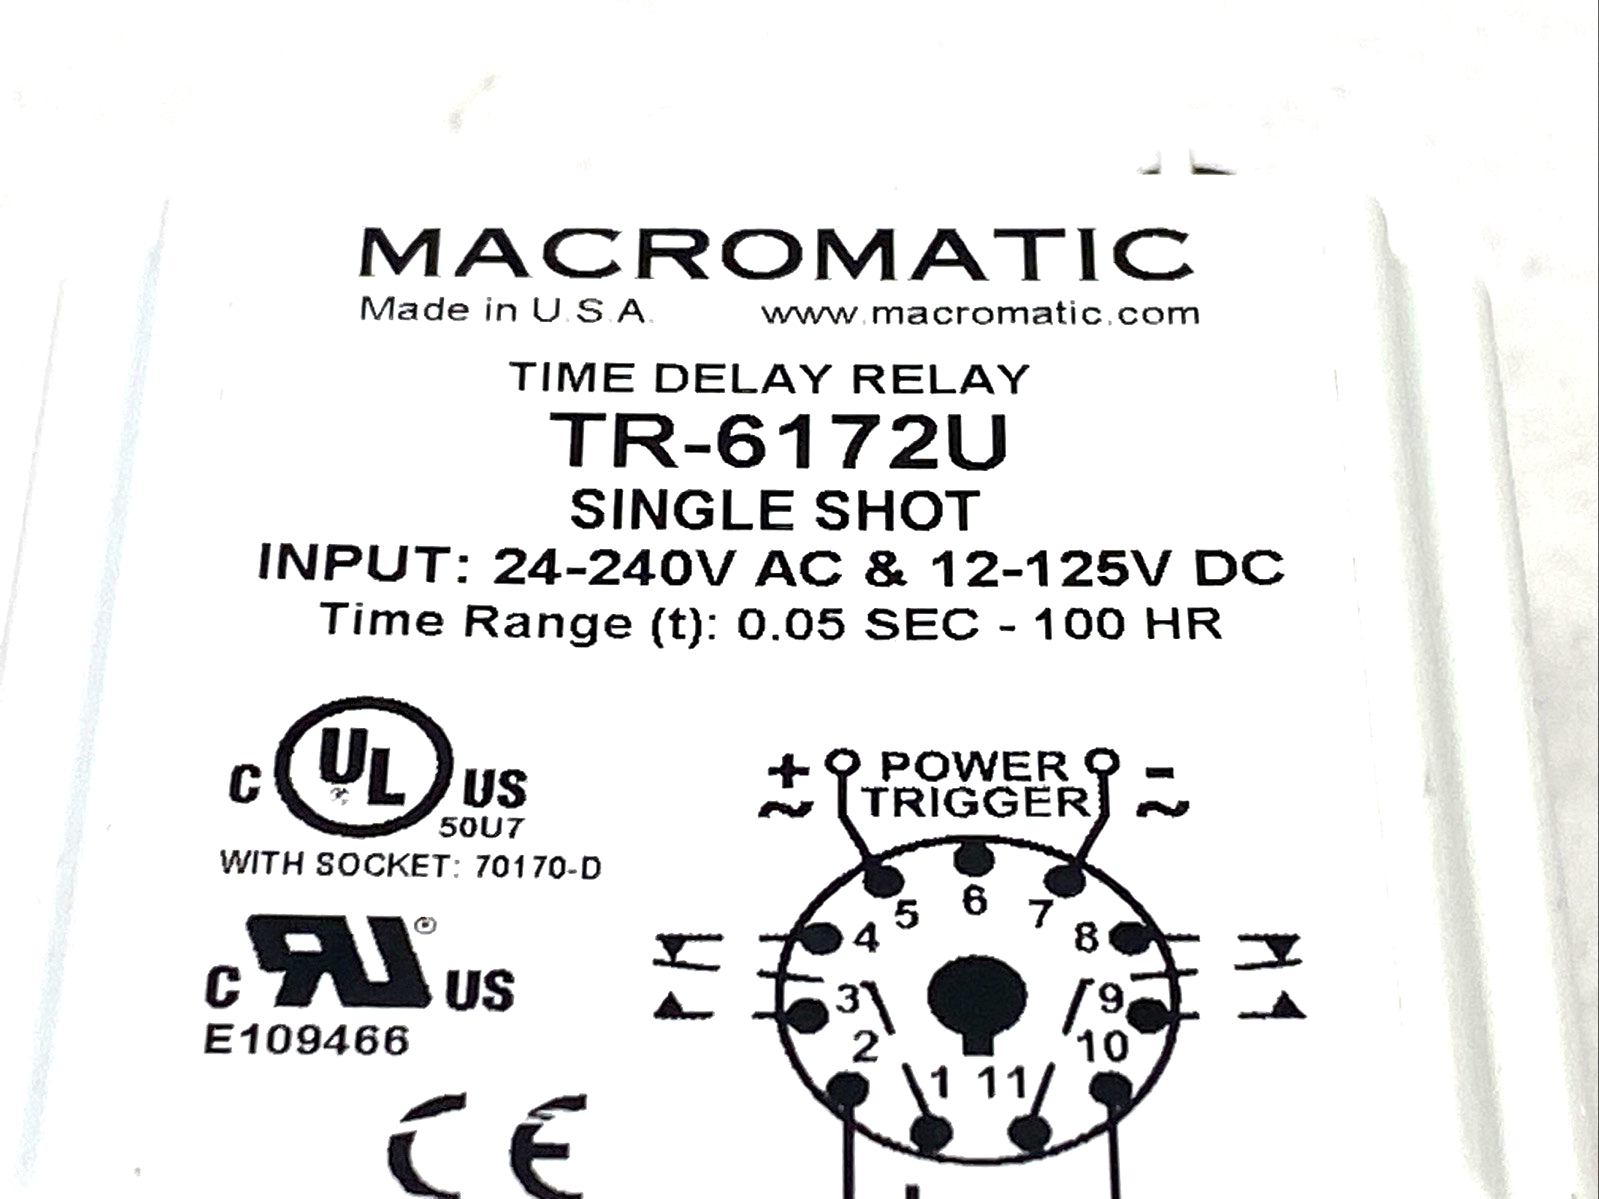 MACROMATIC
Made in U.S.A. www.macromatic.com
TIME DELAY RELAY
TR-6172U
SINGLE SHOT
INPUT: 24-240V AC & 12-125V DC
Time Range (t): 0.05 SEC - 100 HR
C UL US
50U7
WITH SOCKET: 70170-D
C RU ® US
E109466
CE
+ POWER -
~ TRIGGER ~
5 6 7
4 8
3 9
2 10
1 11